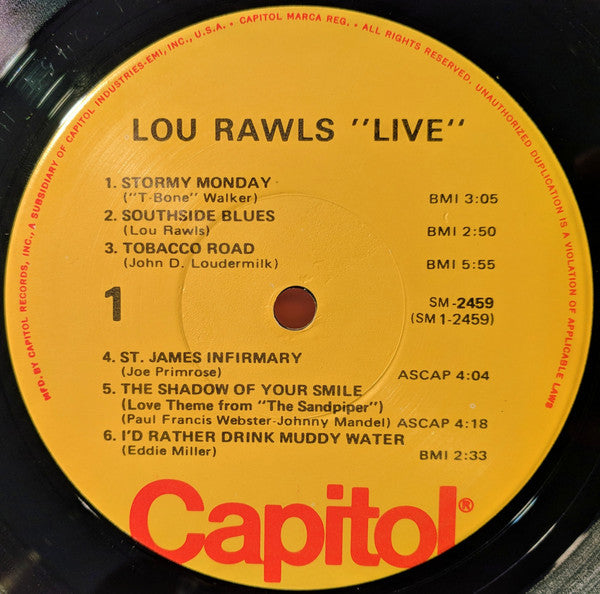 MFD. BY CAPITOL RECORDS, INC., A SUBSIDIARY OF CAPITOL INDUSTRIES-EMI, INC., U.S.A. • CAPITOL MARCA REG. • ALL RIGHTS RESERVED. UNAUTHORIZED DUPLICATION IS A VIOLATION OF APPLICABLE LAWS
LOU RAWLS "LIVE"
1. STORMY MONDAY
("T-Bone" Walker) BMI 3:05
2. SOUTHSIDE BLUES
(Lou Rawls) BMI 2:50
3. TOBACCO ROAD
(John D. Loudermilk) BMI 5:55
1
SM-2459
(SM 1-2459)
4. ST. JAMES INFIRMARY
(Joe Primrose) ASCAP 4:04
5. THE SHADOW OF YOUR SMILE
(Love Theme from "The Sandpiper")
(Paul Francis Webster-Johnny Mandel) ASCAP 4:18
6. I'D RATHER DRINK MUDDY WATER
(Eddie Miller) BMI 2:33
Capitol®